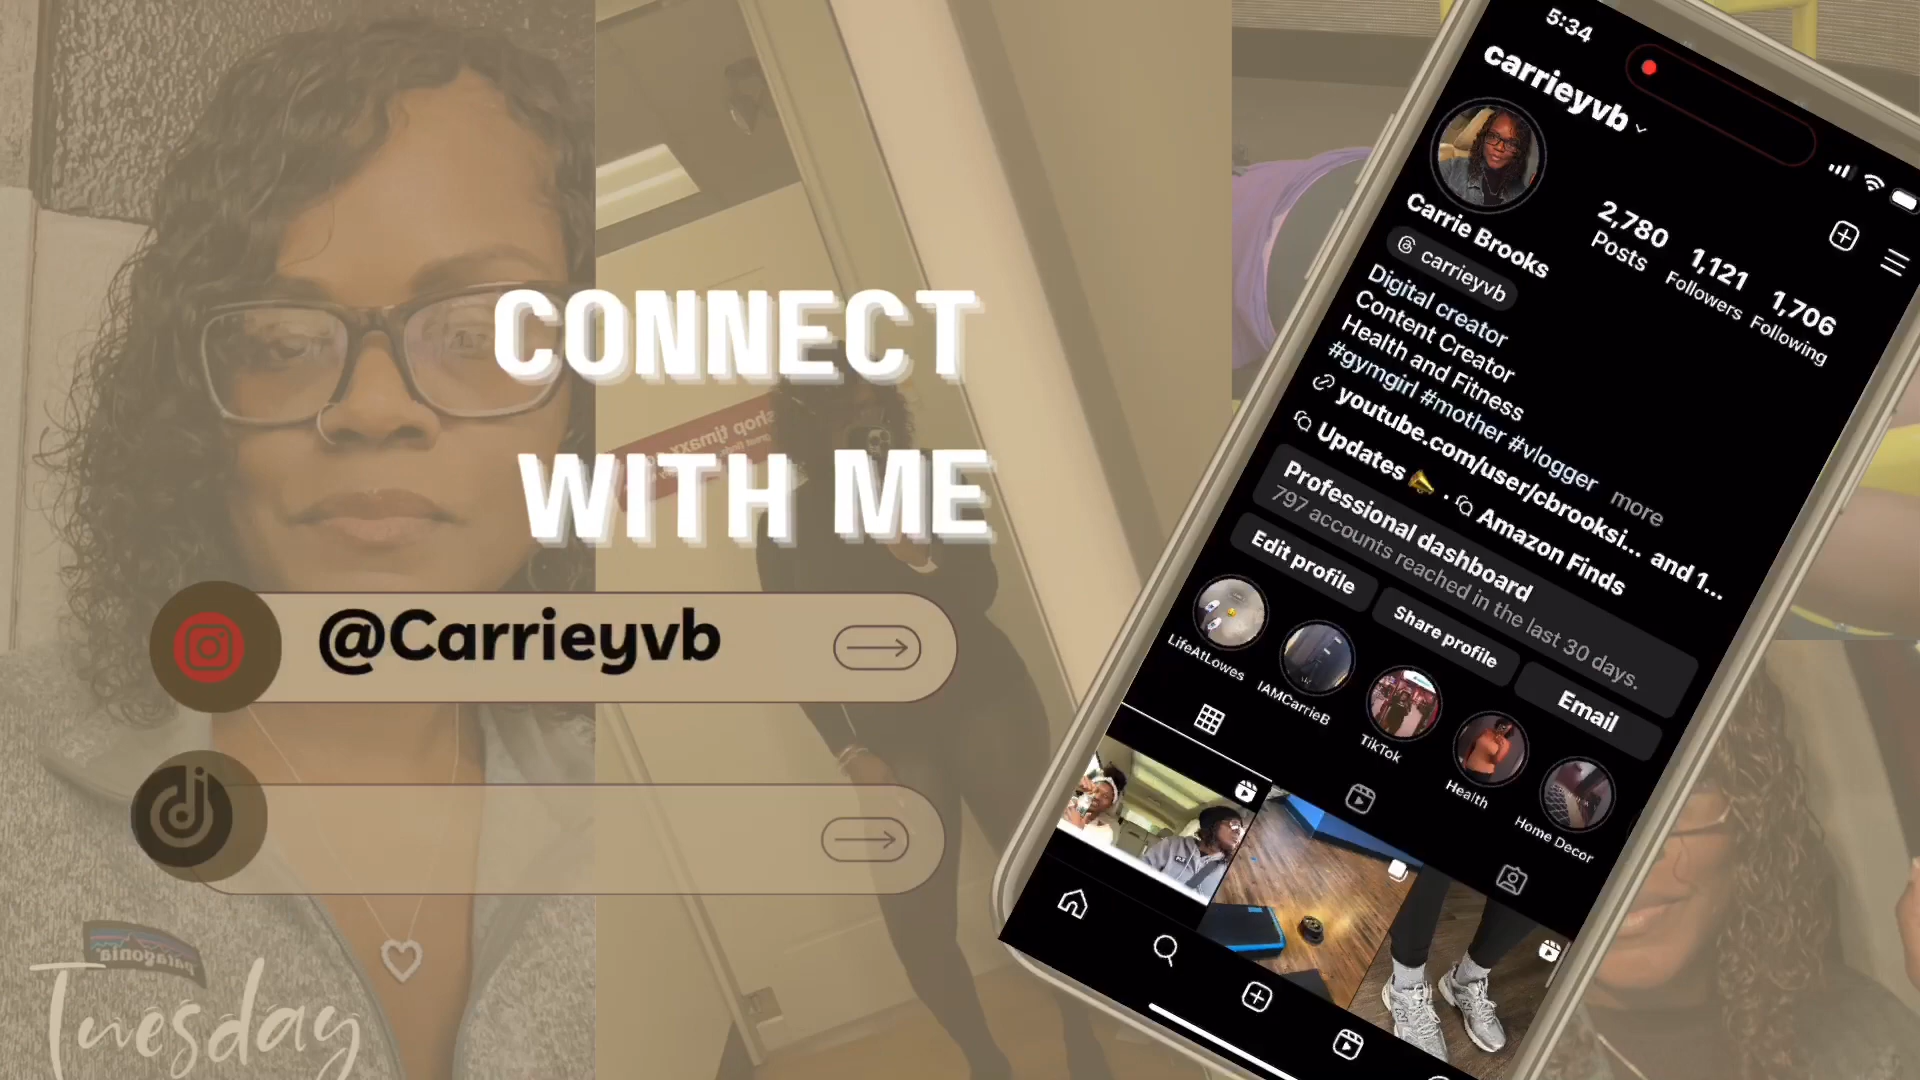 CONNECT
WITH ME
@Carrieyvb
Tuesday
patagonia
shop tjmaxx
5:34
carrieyvb
Carrie Brooks
carrieyvb
2,780
Posts
1,121
Followers
1,706
Following
Digital creator
Content Creator
Health and Fitness
#gymgirl #mother #vlogger more
youtube.com/user/cbrooksi... and 1...
Updates 📣 · Amazon Finds
Professional dashboard
797 accounts reached in the last 30 days.
Edit profile
Share profile
Email
LifeAtLowes
IAMCarrieB
TikTok
Health
Home Decor